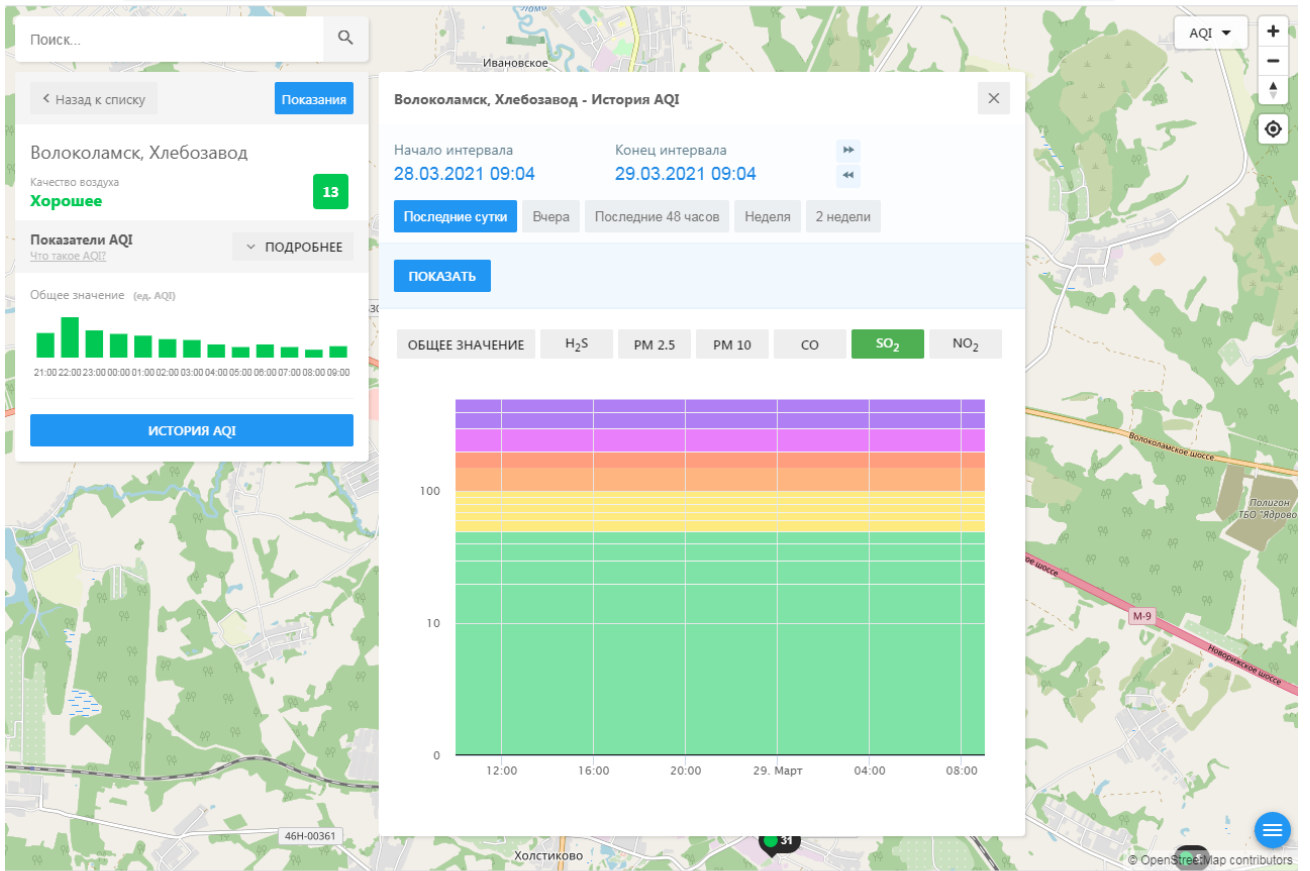 Поиск...
AQI
Ивановское
Назад к списку
Показания
Волоколамск, Хлебозавод
Качество воздуха
Хорошее
13
Показатели AQI
Что такое AQI?
ПОДРОБНЕЕ
Общее значение (ед. AQI)
21:00 22:00 23:00 00:00 01:00 02:00 03:00 04:00 05:00 06:00 07:00 08:00 09:00
ИСТОРИЯ AQI
Волоколамск, Хлебозавод - История AQI
Начало интервала
Конец интервала
28.03.2021 09:04
29.03.2021 09:04
Последние сутки
Вчера
Последние 48 часов
Неделя
2 недели
ПОКАЗАТЬ
ОБЩЕЕ ЗНАЧЕНИЕ
H2S
PM 2.5
PM 10
CO
SO2
NO2
100
10
0
12:00
16:00
20:00
29. Март
04:00
08:00
Волоколамское шоссе
Полигон
ТБО "Ядрово
М-9
Новорижское шоссе
46Н-00361
31
Холстиково
© OpenStreetMap contributors